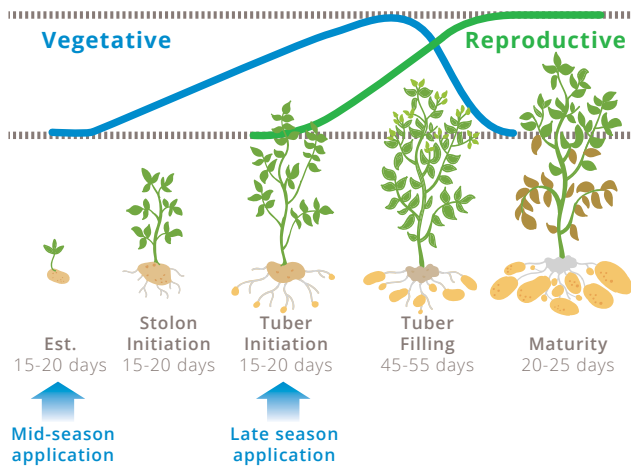 Vegetative
Reproductive
Est.
15-20 days
Stolon
Initiation
15-20 days
Tuber
Initiation
15-20 days
Tuber
Filling
45-55 days
Maturity
20-25 days
Mid-season
application
Late season
application